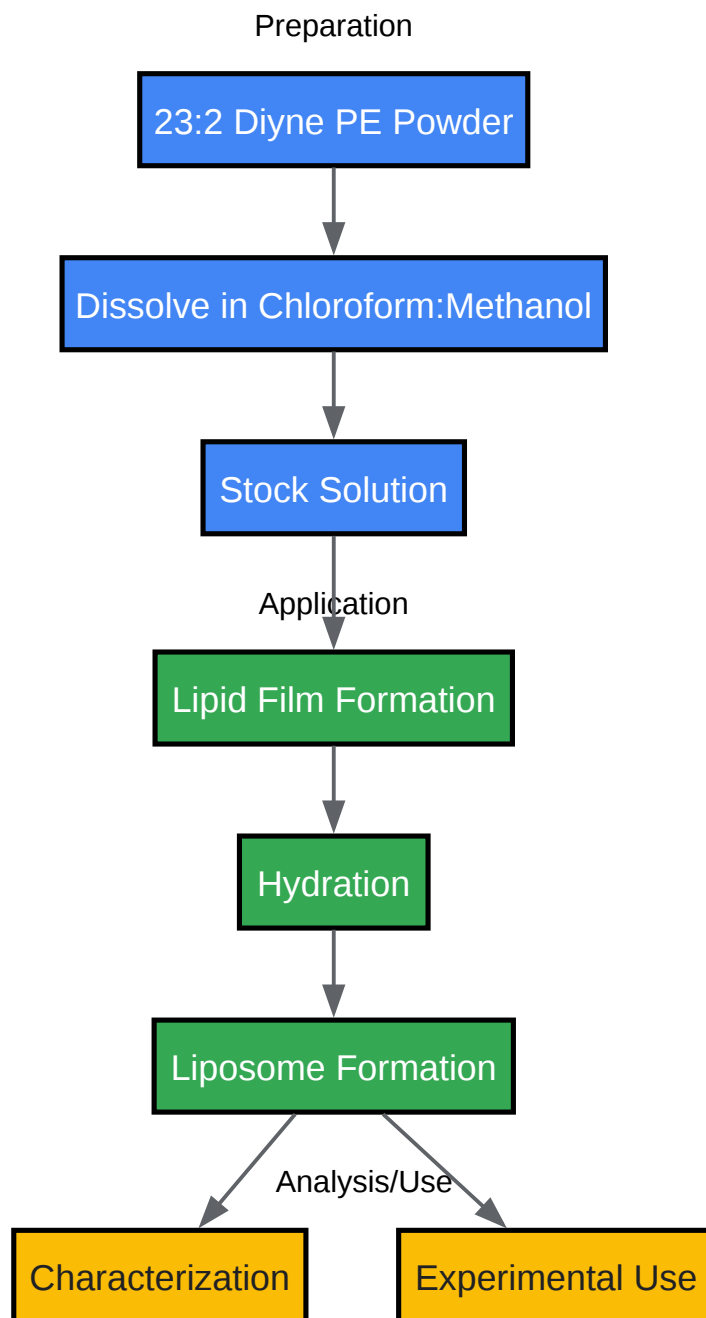 Preparation
23:2 Diyne PE Powder
Dissolve in Chloroform:Methanol
Stock Solution
Application
Lipid Film Formation
Hydration
Liposome Formation
Analysis/Use
Characterization
Experimental Use